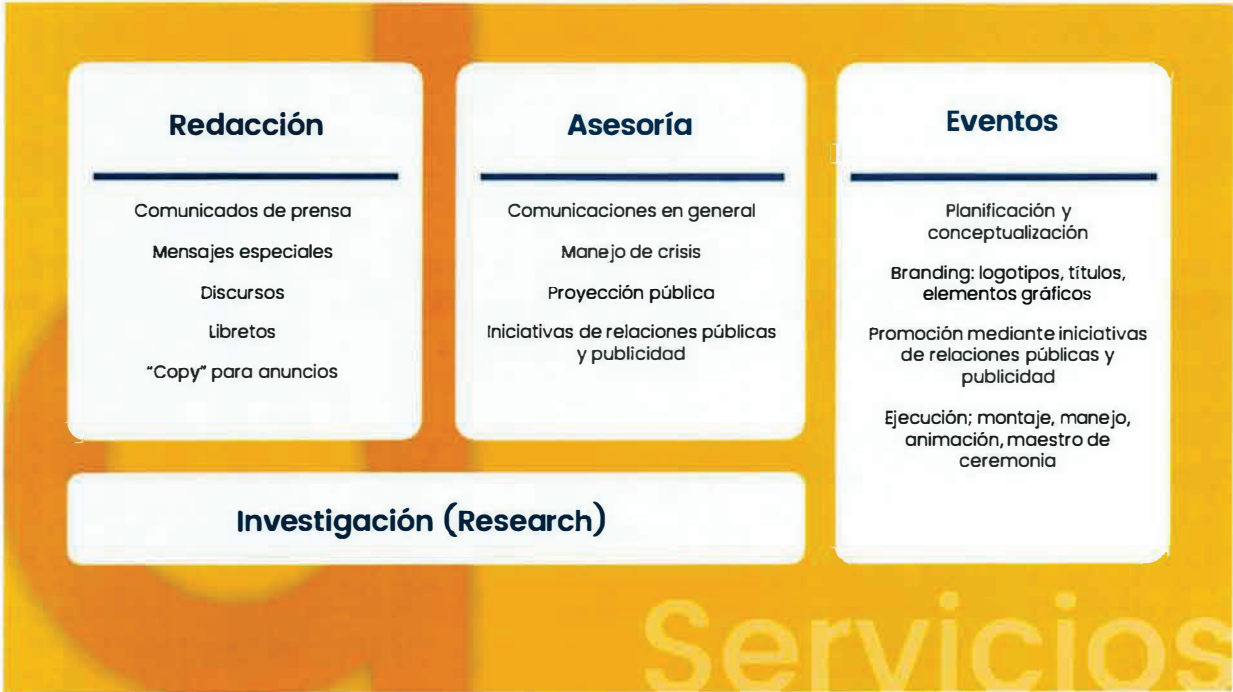 Redacción
Comunicados de prensa
Mensajes especiales
Discursos
Libretos
“Copy” para anuncios
Asesoría
Comunicaciones en general
Manejo de crisis
Proyección pública
Iniciativas de relaciones públicas
y publicidad
Eventos
Planificación y
conceptualización
Branding: logotipos, títulos,
elementos gráficos
Promoción mediante iniciativas
de relaciones públicas y
publicidad
Ejecución; montaje, manejo,
animación, maestro de
ceremonia
Investigación (Research)
Servicios